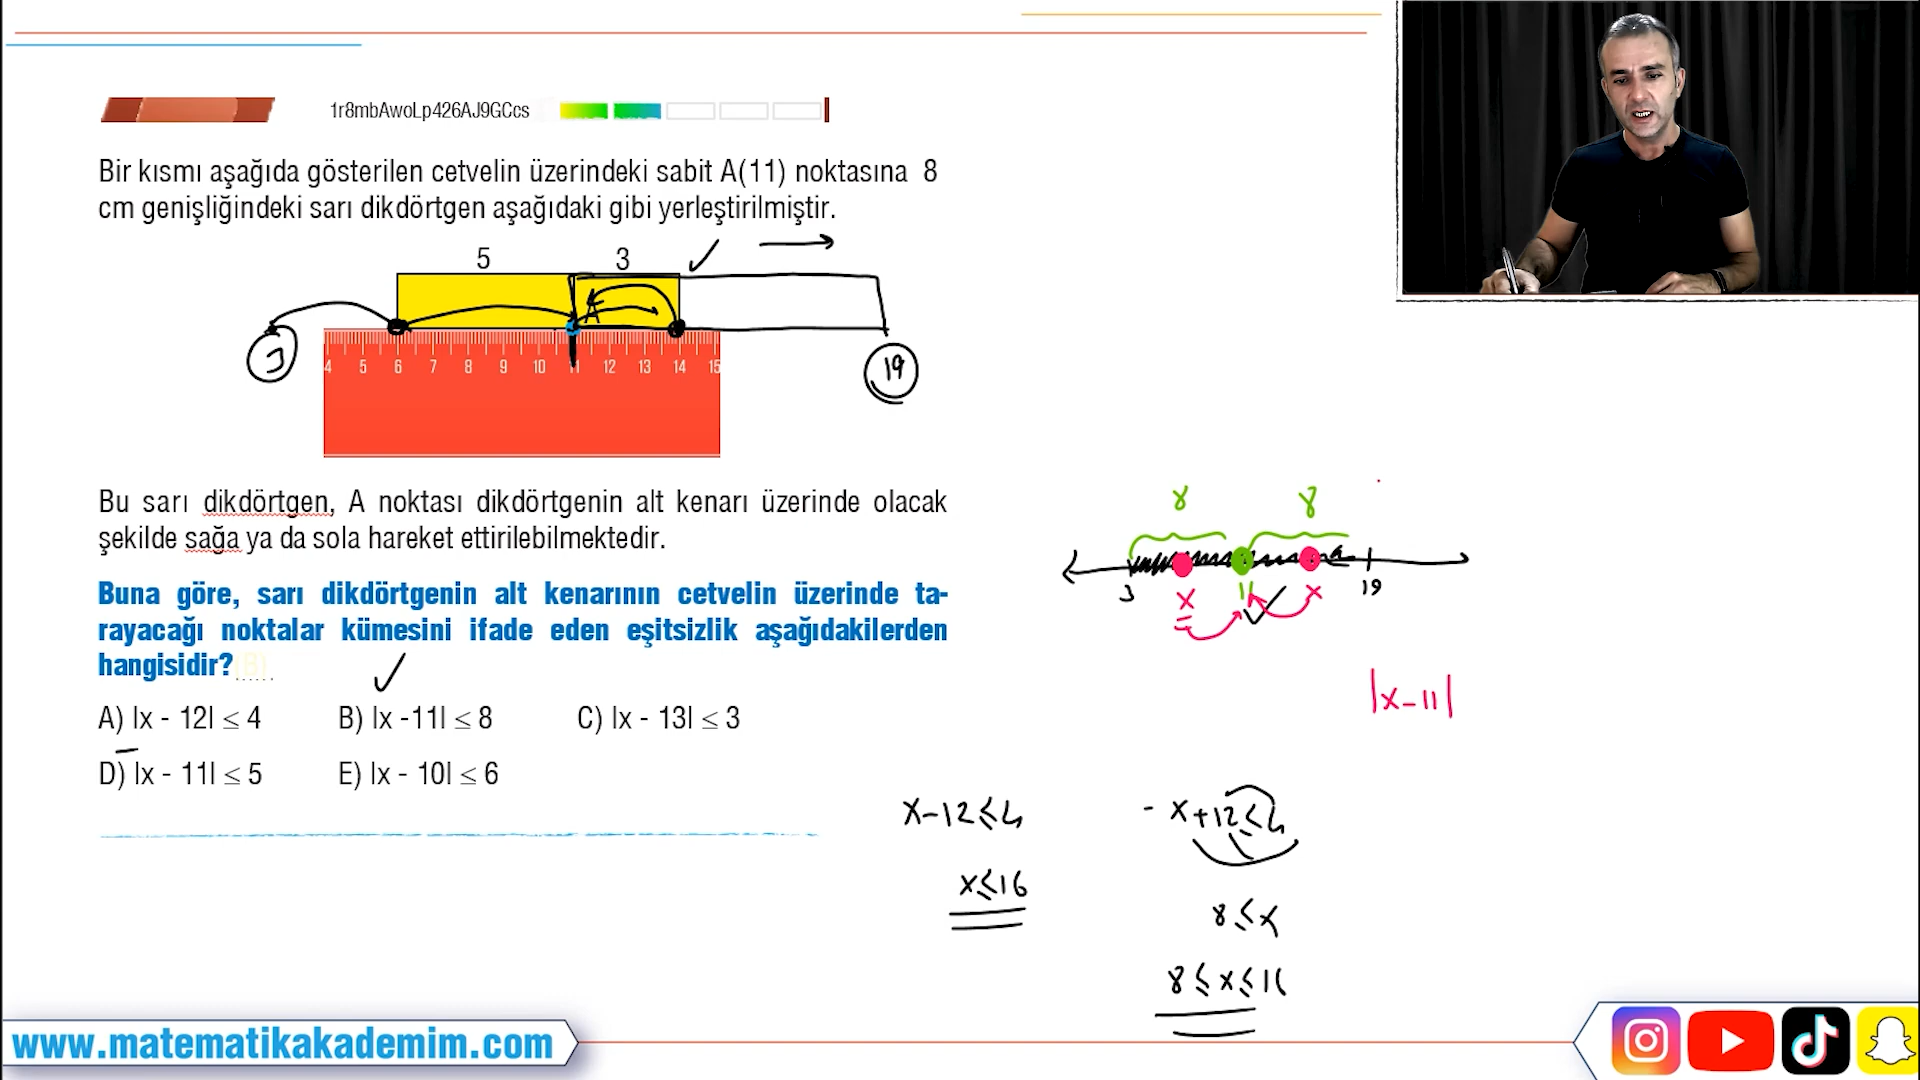 1r8mbAwoLp426AJ9GCcs
Bir kısmı aşağıda gösterilen cetvelin üzerindeki sabit A(11) noktasına 8
cm genişliğindeki sarı dikdörtgen aşağıdaki gibi yerleştirilmiştir.
5 3
A
3
19
4 5 6 7 8 9 10 11 12 13 14 15
Bu sarı dikdörtgen, A noktası dikdörtgenin alt kenarı üzerinde olacak
şekilde sağa ya da sola hareket ettirilebilmektedir.
8 8
3 x 11 x 19
Buna göre, sarı dikdörtgenin alt kenarının cetvelin üzerinde ta-
rayacağı noktalar kümesini ifade eden eşitsizlik aşağıdakilerden
hangisidir? (B)
|x-11|
A) |x - 12| ≤ 4 B) |x -11| ≤ 8 C) |x - 13| ≤ 3
D) |x - 11| ≤ 5 E) |x - 10| ≤ 6
x-12≤4 -x+12≤4
x≤16
8≤x
8≤x≤16
www.matematikakademim.com